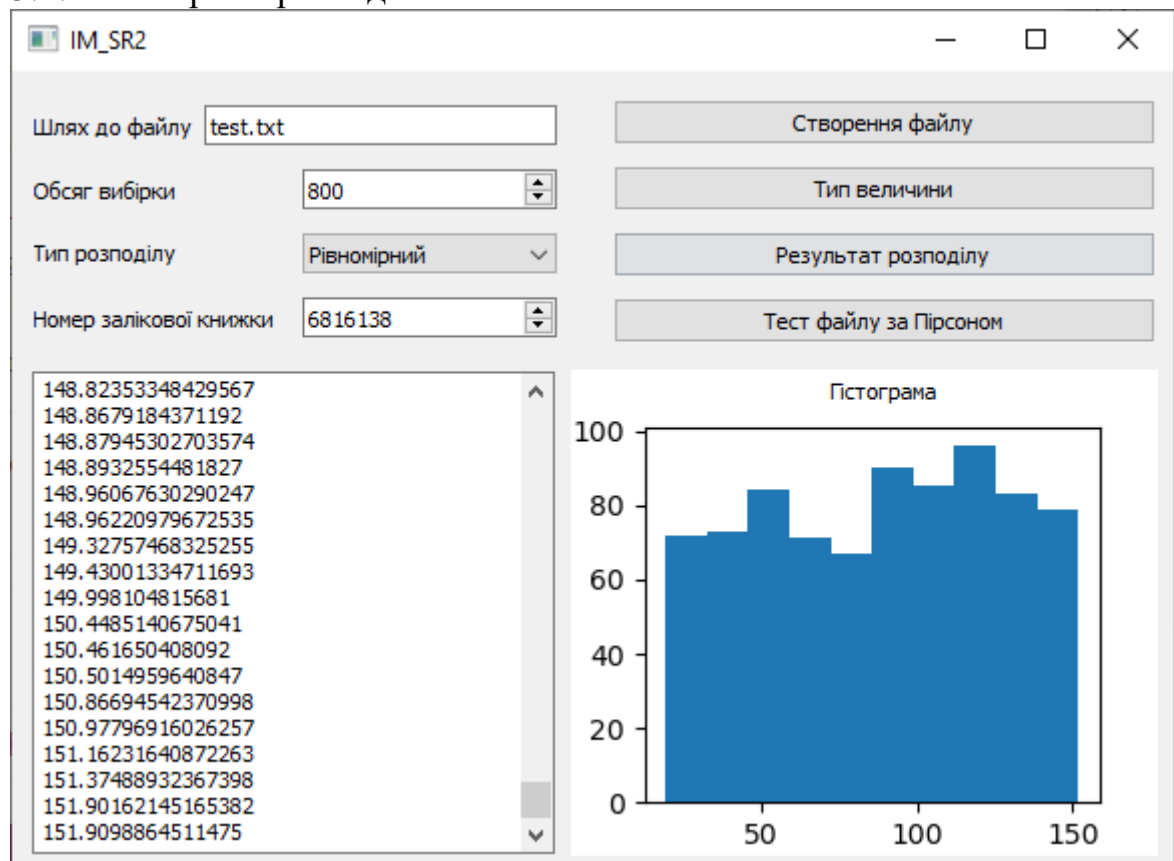 IM_SR2
Шлях до файлу test.txt
Створення файлу
Обсяг вибірки 800
Тип величини
Тип розподілу Рівномірний
Результат розподілу
Номер залікової книжки 6816138
Тест файлу за Пірсоном
148.82353348429567
148.8679184371192
148.87945302703574
148.8932554481827
148.96067630290247
148.96220979672535
149.32757468325255
149.43001334711693
149.998104815681
150.4485140675041
150.461650408092
150.5014959640847
150.86694542370998
150.97796916026257
151.16231640872263
151.37488932367398
151.90162145165382
151.9098864511475
Гістограма
100
80
60
40
20
0
50 100 150